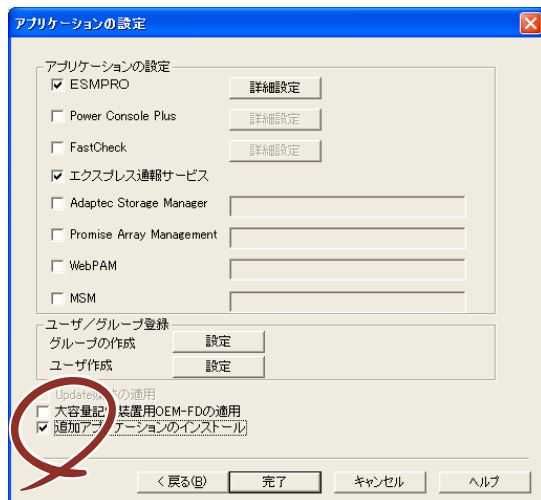 アプリケーションの設定
アプリケーションの設定
ESMPRO
詳細設定
Power Console Plus
詳細設定
FastCheck
詳細設定
エクスプレス通報サービス
Adaptec Storage Manager
Promise Array Management
WebPAM
MSM
ユーザ／グループ登録
グループの作成
設定
ユーザ作成
設定
Update の適用
大容量記憶装置用OEM-FDの適用
追加アプリケーションのインストール
< 戻る(B)
完了
キャンセル
ヘルプ